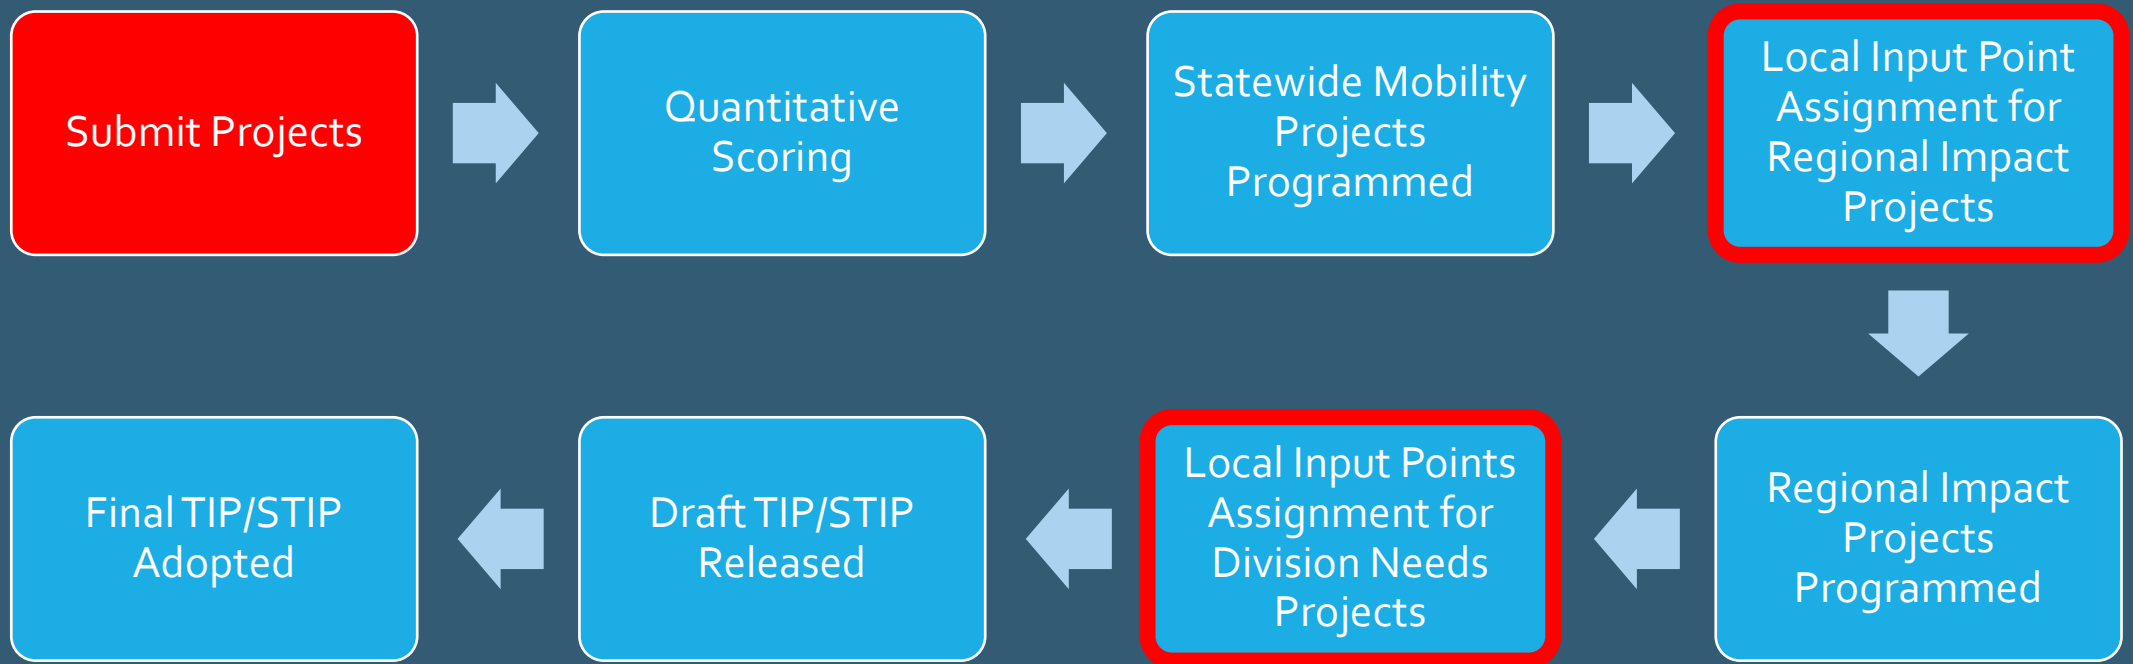 Submit Projects
Quantitative
Scoring
Statewide Mobility
Projects
Programmed
Local Input Point
Assignment for
Regional Impact
Projects
Regional Impact
Projects
Programmed
Local Input Points
Assignment for
Division Needs
Projects
Draft TIP/STIP
Released
Final TIP/STIP
Adopted